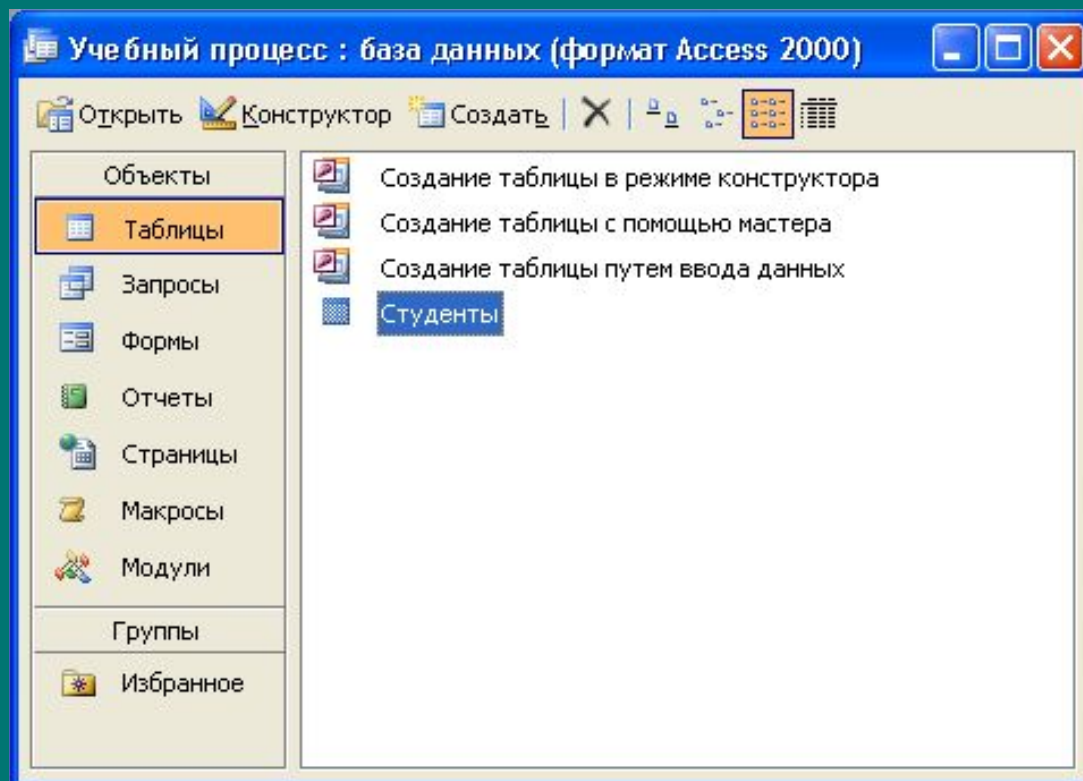 Учебный процесс : база данных (формат Access 2000)
Открыть Конструктор Создать
Объекты
Таблицы
Запросы
Формы
Отчеты
Страницы
Макросы
Модули
Группы
Избранное
Создание таблицы в режиме конструктора
Создание таблицы с помощью мастера
Создание таблицы путем ввода данных
Студенты